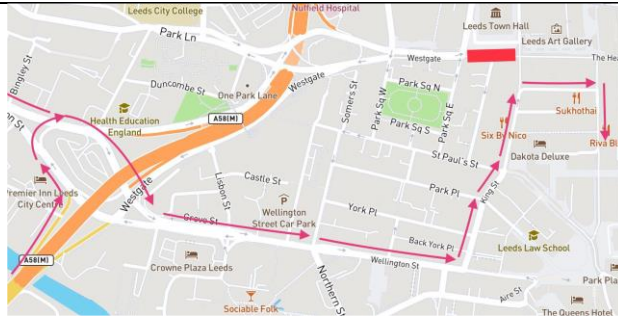 Nuffield Hospital
Leeds City College
Leeds Town Hall
Leeds Art Gallery
Park Ln
Westgate
The Hea
Bingley St
Duncombe St
One Park Lane
Westgate
Somers St
Park Sq W
Park Sq N
Park Sq E
Park Sq S
Sukhothai
Health Education
England
A58(M)
Six By Nico
Riva Bl
St Paul's St
Dakota Deluxe
Premier Inn Leeds
City Centre
Westgate
Lisbon St
Castle St
Park Pl
King St
Wellington
Street Car Park
York Pl
Grove St
Back York Pl
Leeds Law School
A58(M)
Crowne Plaza Leeds
Wellington St
Northern St
Aire St
Park Pla
Sociable Folk
The Queens Hotel